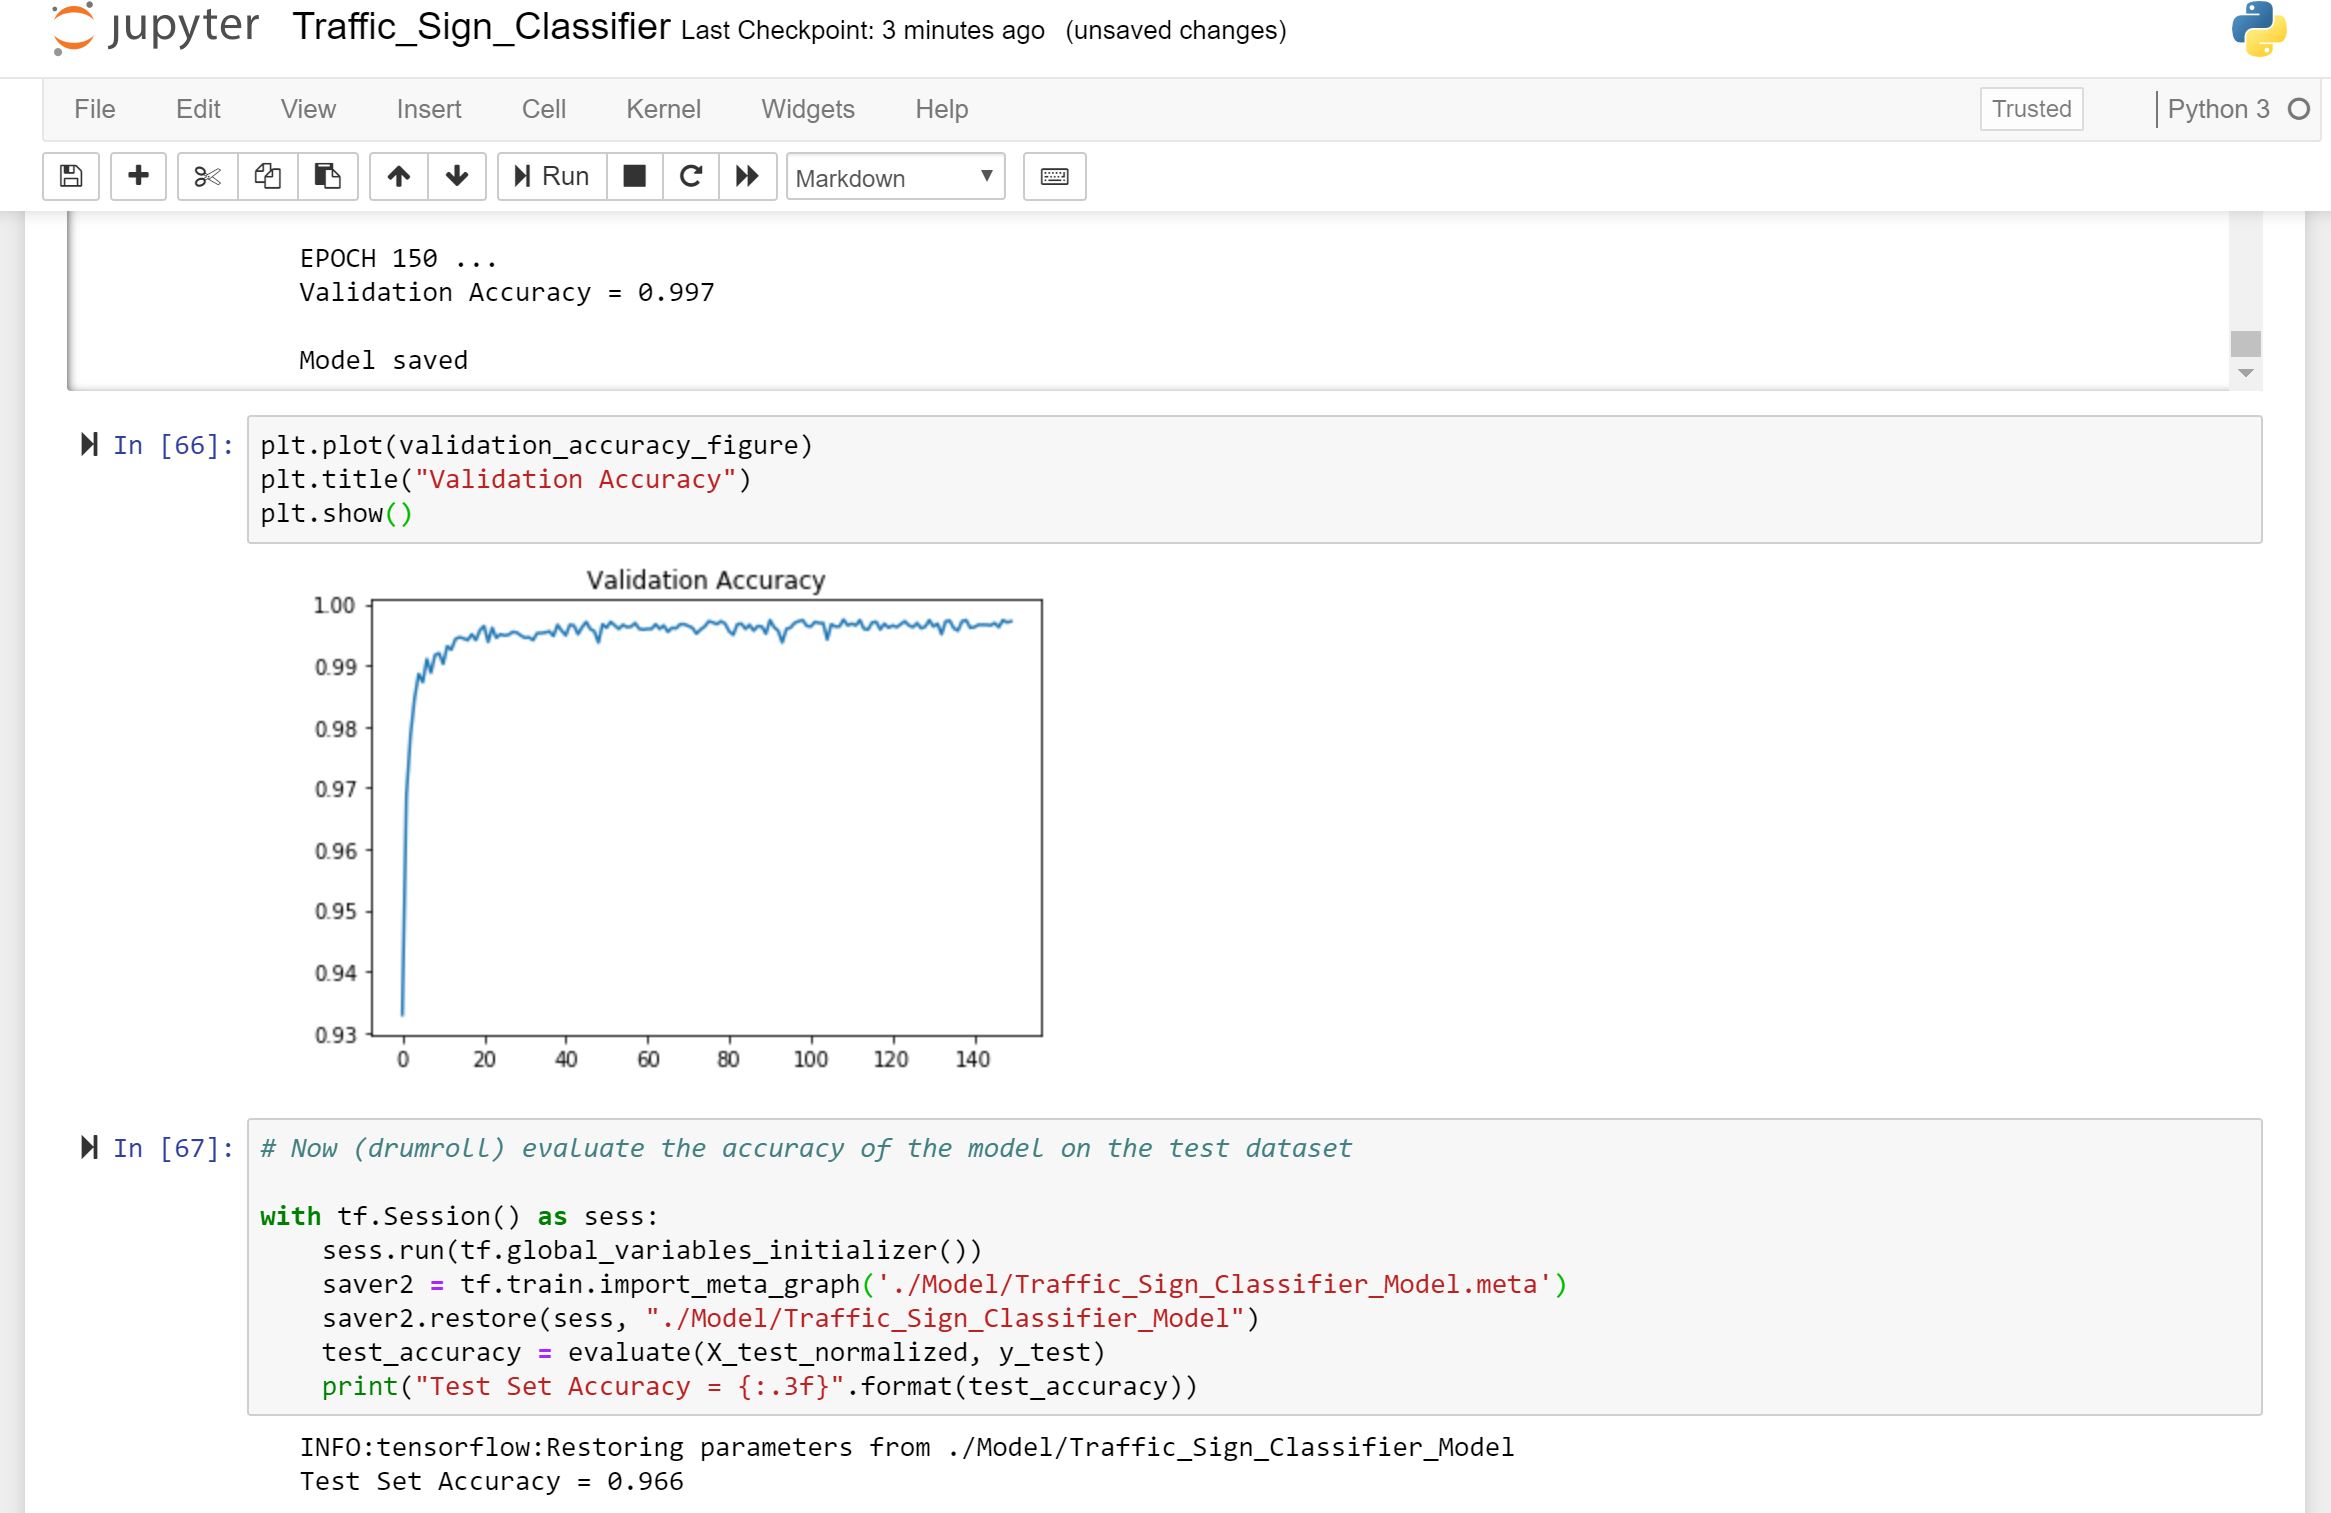 jupyter Traffic_Sign_Classifier Last Checkpoint: 3 minutes ago (unsaved changes)
File Edit View Insert Cell Kernel Widgets Help Trusted Python 3
Run Markdown
EPOCH 150 ...
Validation Accuracy = 0.997
Model saved
In [66]: plt.plot(validation_accuracy_figure)
plt.title("Validation Accuracy")
plt.show()
Validation Accuracy
1.00
0.99
0.98
0.97
0.96
0.95
0.94
0.93
0 20 40 60 80 100 120 140
In [67]: # Now (drumroll) evaluate the accuracy of the model on the test dataset
with tf.Session() as sess:
    sess.run(tf.global_variables_initializer())
    saver2 = tf.train.import_meta_graph('./Model/Traffic_Sign_Classifier_Model.meta')
    saver2.restore(sess, "./Model/Traffic_Sign_Classifier_Model")
    test_accuracy = evaluate(X_test_normalized, y_test)
    print("Test Set Accuracy = {:.3f}".format(test_accuracy))
INFO:tensorflow:Restoring parameters from ./Model/Traffic_Sign_Classifier_Model
Test Set Accuracy = 0.966